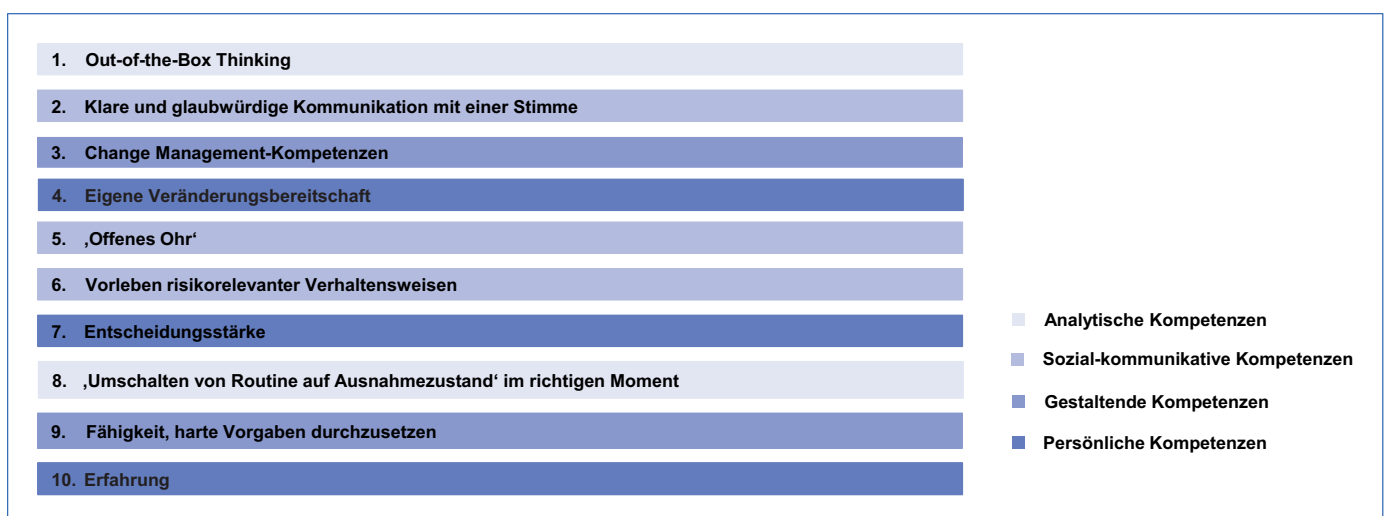 1. Out-of-the-Box Thinking
2. Klare und glaubwürdige Kommunikation mit einer Stimme
3. Change Management-Kompetenzen
4. Eigene Veränderungsbereitschaft
5. ‚Offenes Ohr‘
6. Vorleben risikorelevanter Verhaltensweisen
7. Entscheidungsstärke
8. ‚Umschalten von Routine auf Ausnahmezustand‘ im richtigen Moment
9. Fähigkeit, harte Vorgaben durchzusetzen
10. Erfahrung
Analytische Kompetenzen
Sozial-kommunikative Kompetenzen
Gestaltende Kompetenzen
Persönliche Kompetenzen